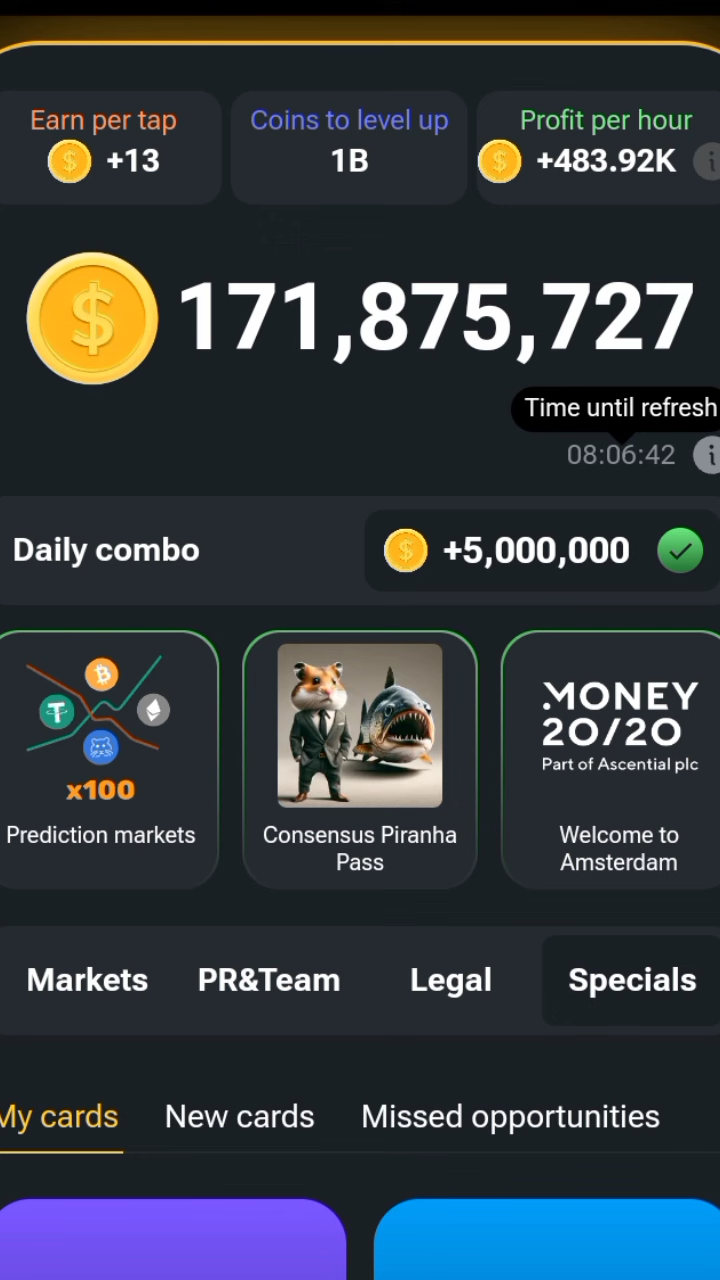 Earn per tap
+13
Coins to level up
1B
Profit per hour
+483.92K
171,875,727
Time until refresh
08:06:42
Daily combo
+5,000,000
x100
Prediction markets
Consensus Piranha
Pass
MONEY
20/20
Part of Ascential plc
Welcome to
Amsterdam
Markets
PR&Team
Legal
Specials
My cards
New cards
Missed opportunities